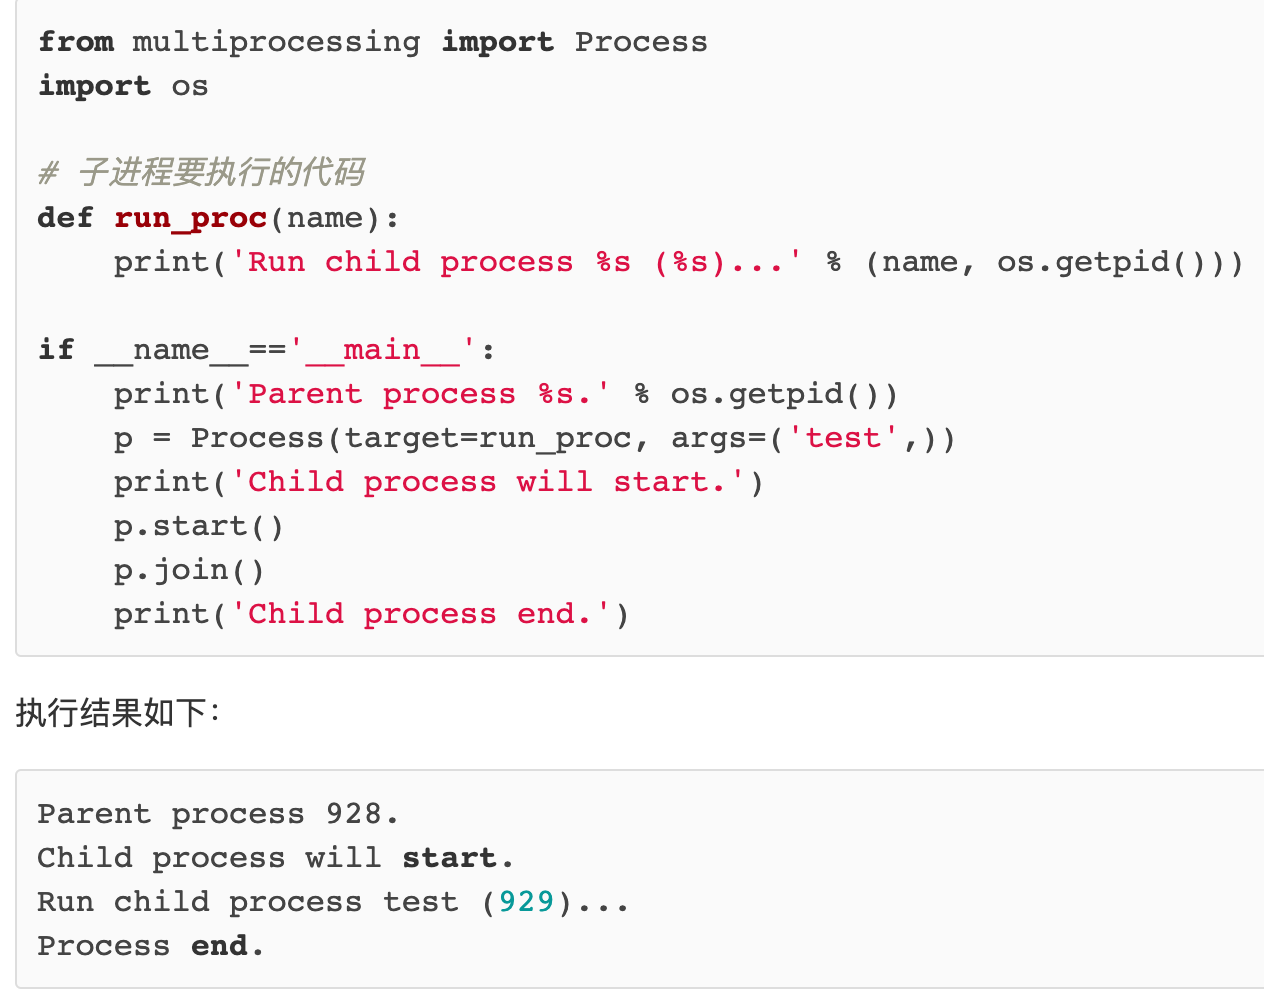 from multiprocessing import Process
import os

# 子进程要执行的代码
def run_proc(name):
    print('Run child process %s (%s)...' % (name, os.getpid()))

if __name__=='__main__':
    print('Parent process %s.' % os.getpid())
    p = Process(target=run_proc, args=('test',))
    print('Child process will start.')
    p.start()
    p.join()
    print('Child process end.')
执行结果如下：
Parent process 928.
Child process will start.
Run child process test (929)...
Process end.